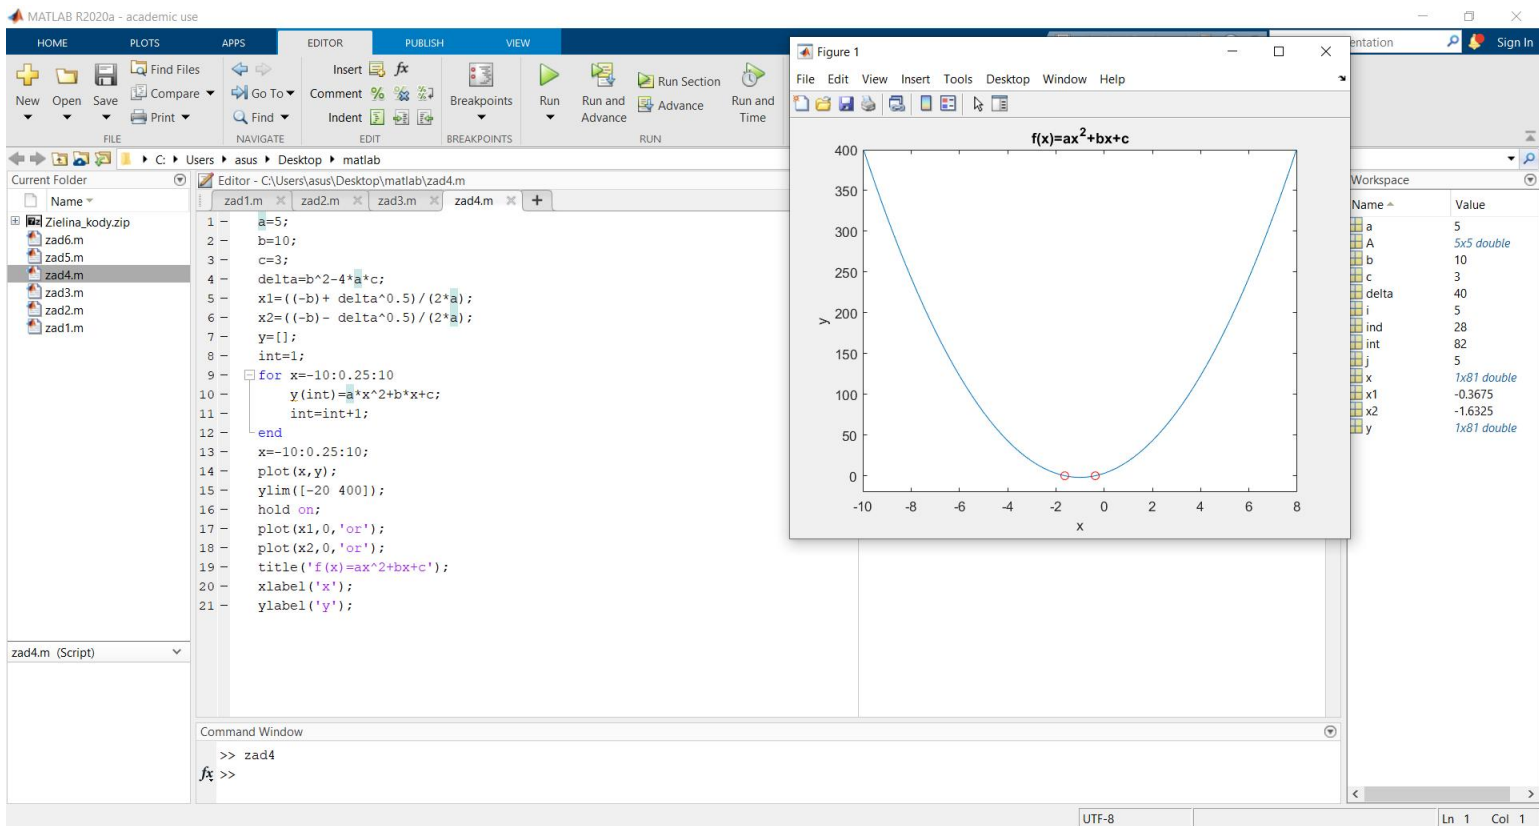 MATLAB R2020a - academic use
HOME PLOTS APPS EDITOR PUBLISH VIEW
entation Sign In
New Open Save
Find Files
Compare
Print
FILE
Go To
Find
NAVIGATE
Insert fx
Comment
Indent
EDIT
Breakpoints
BREAKPOINTS
Run
Run and Advance
Run Section
Advance
Run and Time
RUN
C: Users asus Desktop matlab
Current Folder
Name
Zielina_kody.zip
zad6.m
zad5.m
zad4.m
zad3.m
zad2.m
zad1.m
zad4.m (Script)
Editor - C:\Users\asus\Desktop\matlab\zad4.m
zad1.m zad2.m zad3.m zad4.m +
1 a=5;
2 b=10;
3 c=3;
4 delta=b^2-4*a*c;
5 x1=((-b)+ delta^0.5)/(2*a);
6 x2=((-b)- delta^0.5)/(2*a);
7 y=[];
8 int=1;
9 for x=-10:0.25:10
10 y(int)=a*x^2+b*x+c;
11 int=int+1;
12 end
13 x=-10:0.25:10;
14 plot(x,y);
15 ylim([-20 400]);
16 hold on;
17 plot(x1,0,'or');
18 plot(x2,0,'or');
19 title('f(x)=ax^2+bx+c');
20 xlabel('x');
21 ylabel('y');
Figure 1
File Edit View Insert Tools Desktop Window Help
f(x)=ax²+bx+c
400
350
300
250
200
150
100
50
0
y
-10 -8 -6 -4 -2 0 2 4 6 8
x
Workspace
Name Value
a 5
A 5x5 double
b 10
c 3
delta 40
i 5
ind 28
int 82
j 5
x 1x81 double
x1 -0.3675
x2 -1.6325
y 1x81 double
Command Window
>> zad4
fx >>
UTF-8 Ln 1 Col 1